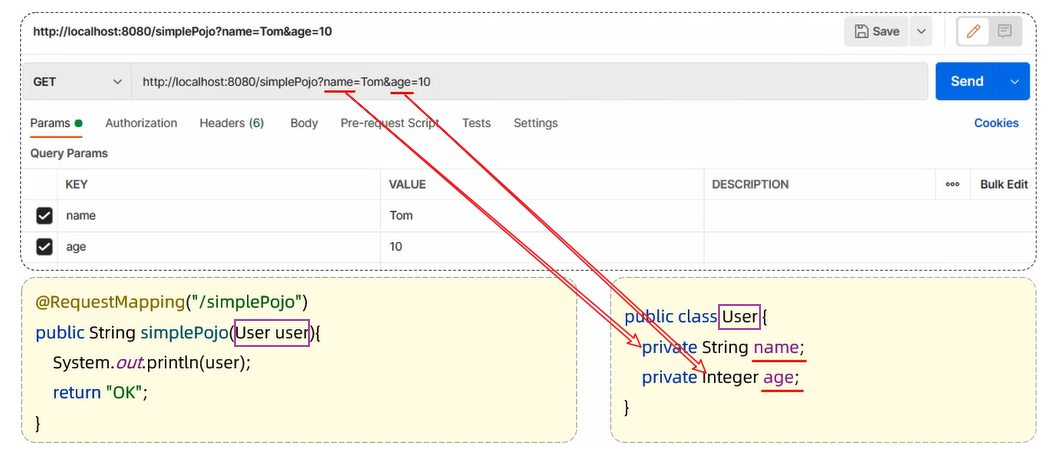 http://localhost:8080/simplePojo?name=Tom&age=10
Save
GET
http://localhost:8080/simplePojo?name=Tom&age=10
Send
Params
Authorization
Headers (6)
Body
Pre-request Script
Tests
Settings
Cookies
Query Params
KEY
VALUE
DESCRIPTION
Bulk Edit
name
Tom
age
10
@RequestMapping("/simplePojo")
public String simplePojo(User user){
System.out.println(user);
return "OK";
}
public class User {
private String name;
private Integer age;
}